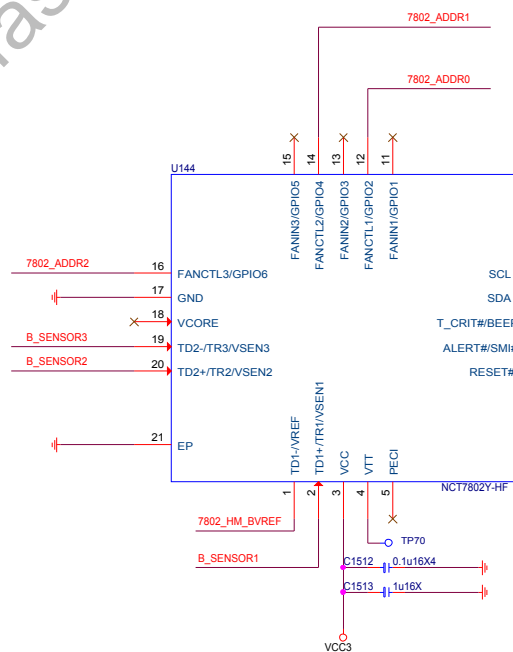 as
7802_ADDR1
7802_ADDR0
15
14
13
12
11
U144
FANIN3/GPIO5
FANCTL2/GPIO4
FANIN2/GPIO3
FANCTL1/GPIO2
FANIN1/GPIO1
7802_ADDR2
16
FANCTL3/GPIO6
SCL
17
GND
SDA
18
VCORE
T_CRIT#/BEEP
B_SENSOR3
19
TD2-/TR3/VSEN3
ALERT#/SMI#
B_SENSOR2
20
TD2+/TR2/VSEN2
RESET#
21
EP
TD1-/VREF
TD1+/TR1/VSEN1
VCC
VTT
PECI
NCT7802Y-HF
1
2
3
4
5
7802_HM_BVREF
TP70
B_SENSOR1
C1512
0.1u16X4
C1513
1u16X
VCC3